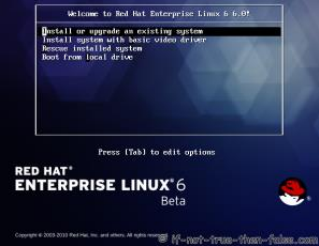 Welcome to Red Hat Enterprise Linux 6 6.0!
Install or upgrade an existing system
Install system with basic video driver
Rescue installed system
Boot from local drive
Press [Tab] to edit options
RED HAT®
ENTERPRISE LINUX® 6
Beta
Copyright © 2003-2010 Red Hat, Inc. and others. All rights reserved.
if-not-true-then-false.com